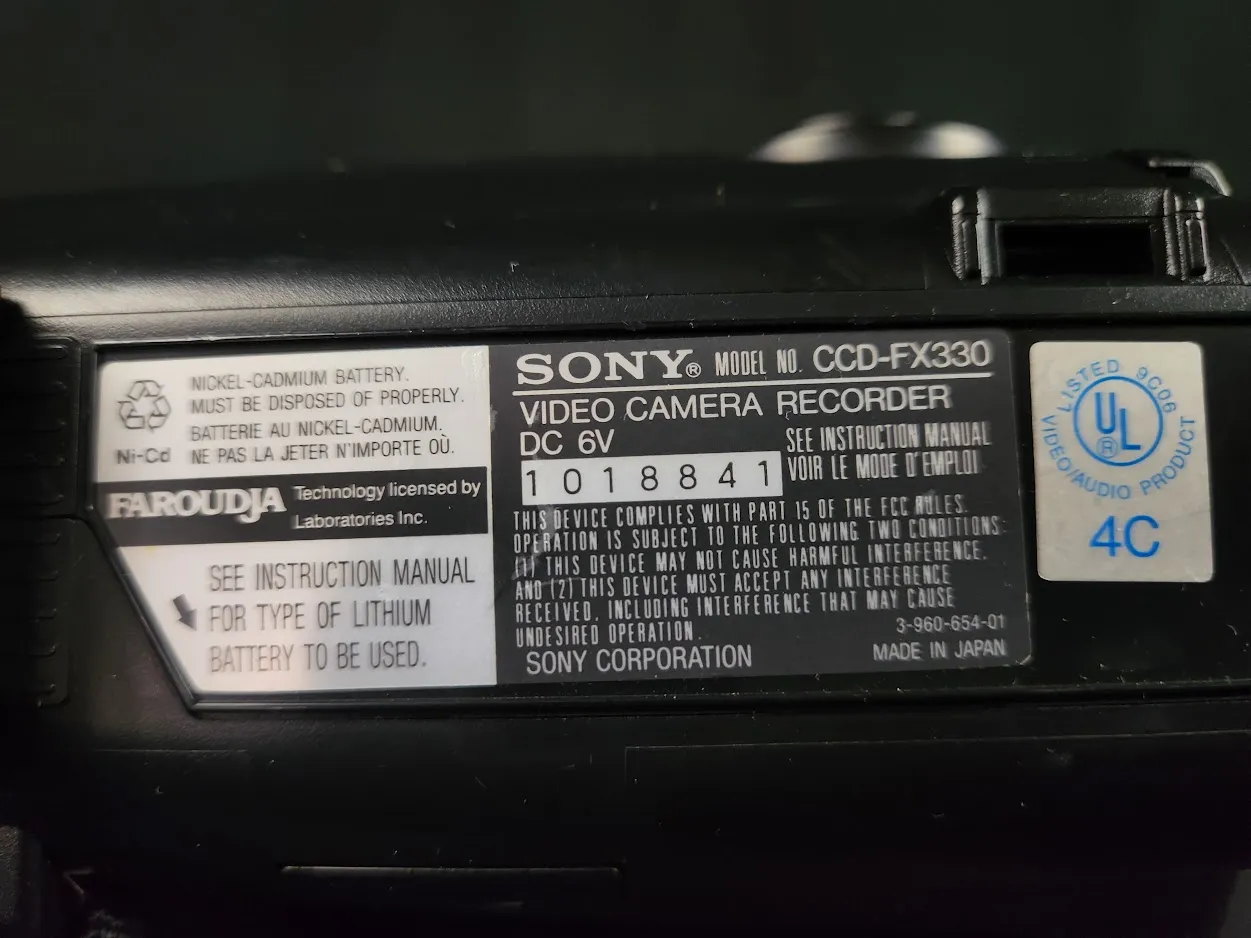 NICKEL-CADMIUM BATTERY.
MUST BE DISPOSED OF PROPERLY.
BATTERIE AU NICKEL-CADMIUM.
Ni-Cd NE PAS LA JETER N'IMPORTE OÙ.
FAROUDJA Technology licensed by
Laboratories Inc.
SEE INSTRUCTION MANUAL
FOR TYPE OF LITHIUM
BATTERY TO BE USED.
SONY® MODEL NO. CCD-FX330
VIDEO CAMERA RECORDER
DC 6V
SEE INSTRUCTION MANUAL
VOIR LE MODE D'EMPLOI
1018841
THIS DEVICE COMPLIES WITH PART 15 OF THE FCC RULES.
OPERATION IS SUBJECT TO THE FOLLOWING TWO CONDITIONS:
(1) THIS DEVICE MAY NOT CAUSE HARMFUL INTERFERENCE.
AND (2) THIS DEVICE MUST ACCEPT ANY INTERFERENCE
RECEIVED, INCLUDING INTERFERENCE THAT MAY CAUSE
UNDESIRED OPERATION.
3-960-654-01
SONY CORPORATION
MADE IN JAPAN
LISTED 9C06
UL®
VIDEO/AUDIO PRODUCT
4C